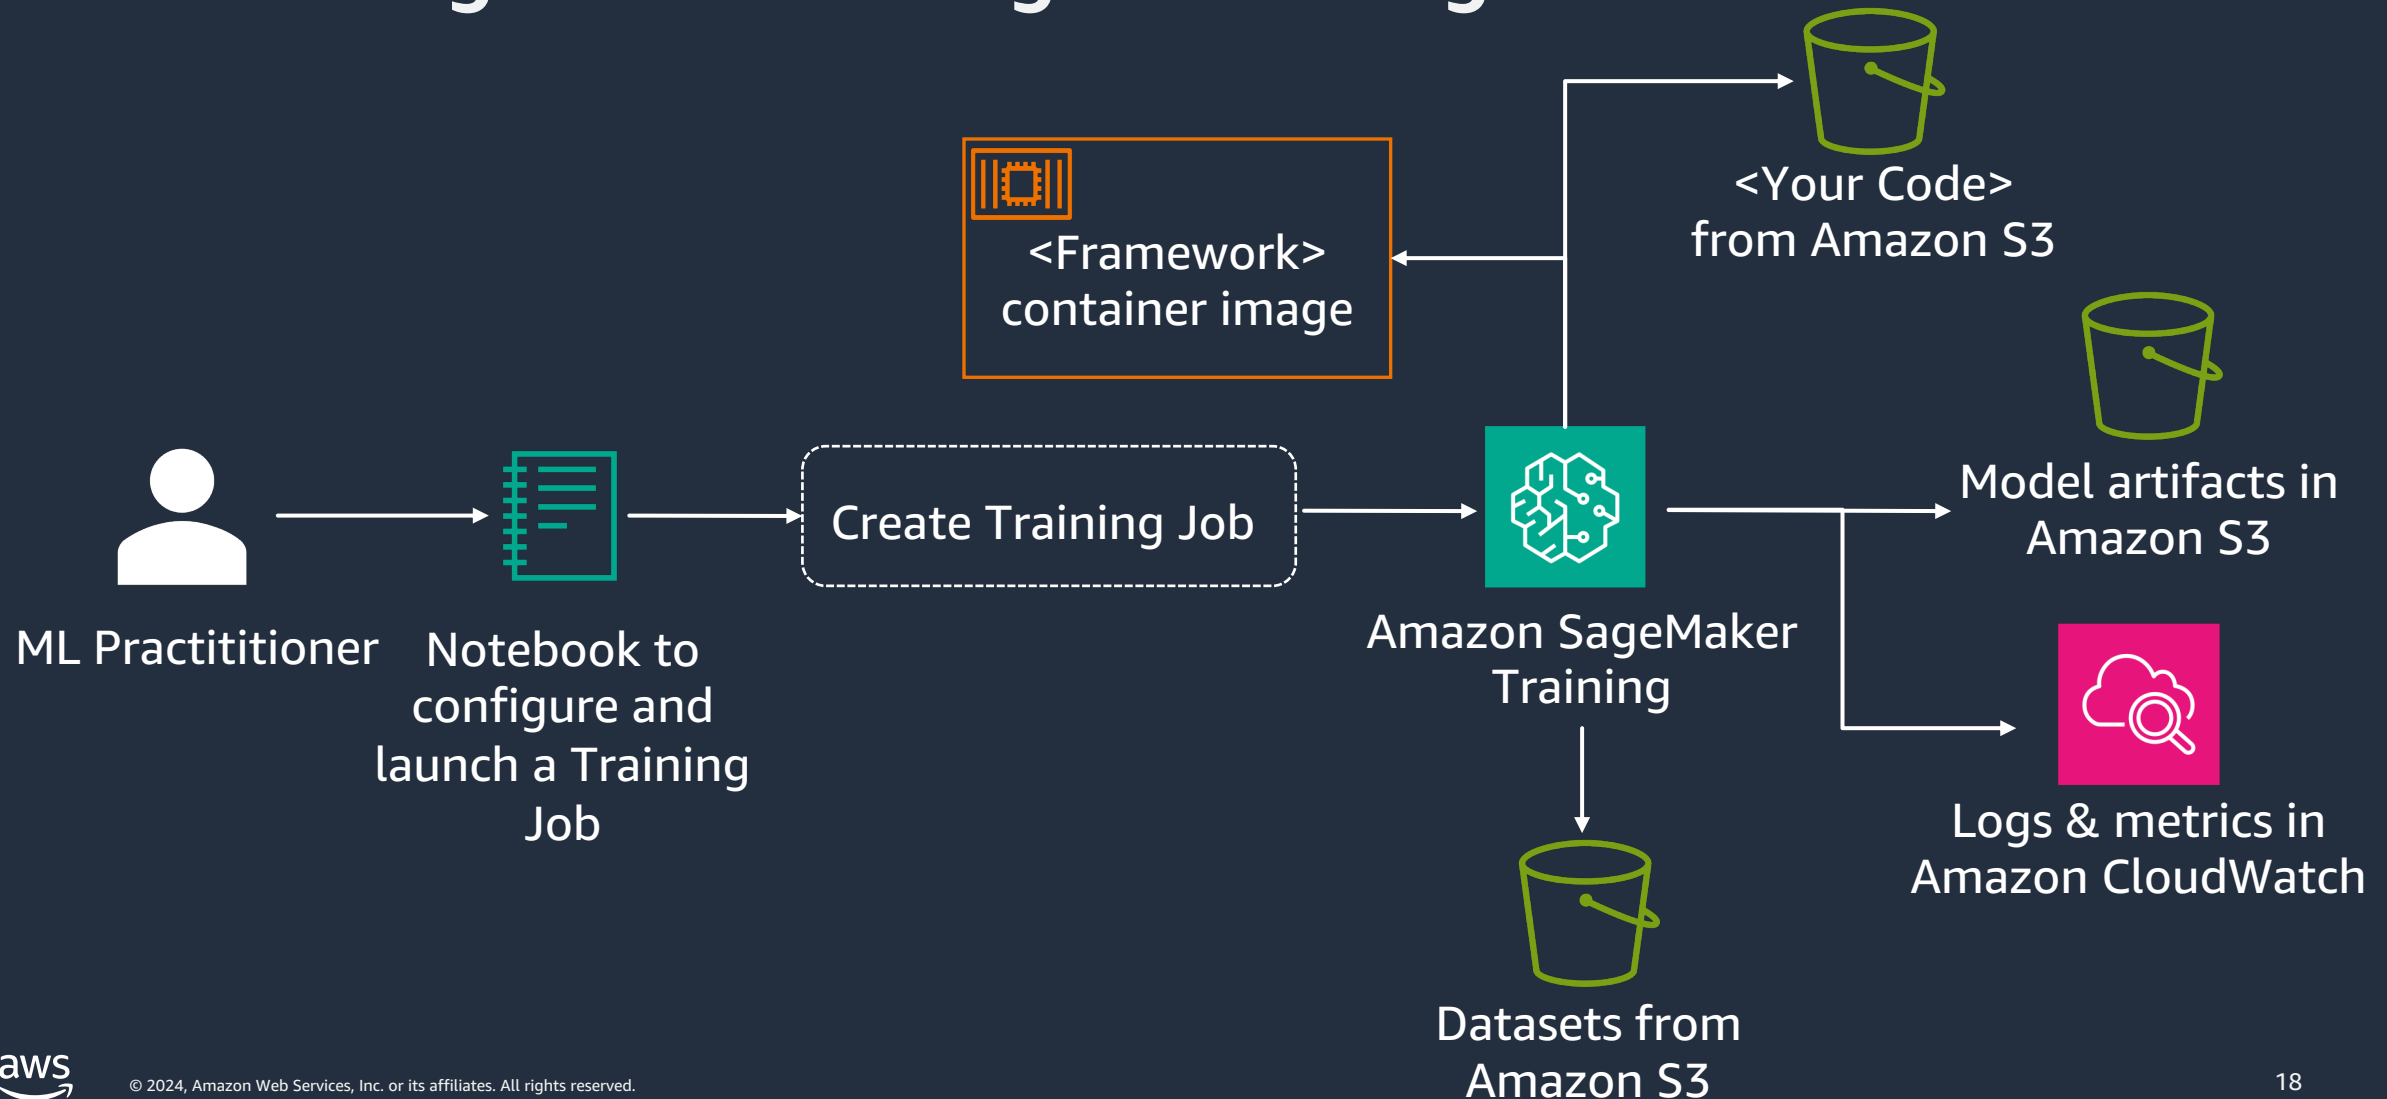 <Your Code>
from Amazon S3
<Framework>
container image
Create Training Job
Model artifacts in
Amazon S3
ML Practititioner
Notebook to
configure and
launch a Training
Job
Amazon SageMaker
Training
Logs & metrics in
Amazon CloudWatch
Datasets from
Amazon S3
aws
© 2024, Amazon Web Services, Inc. or its affiliates. All rights reserved.
18